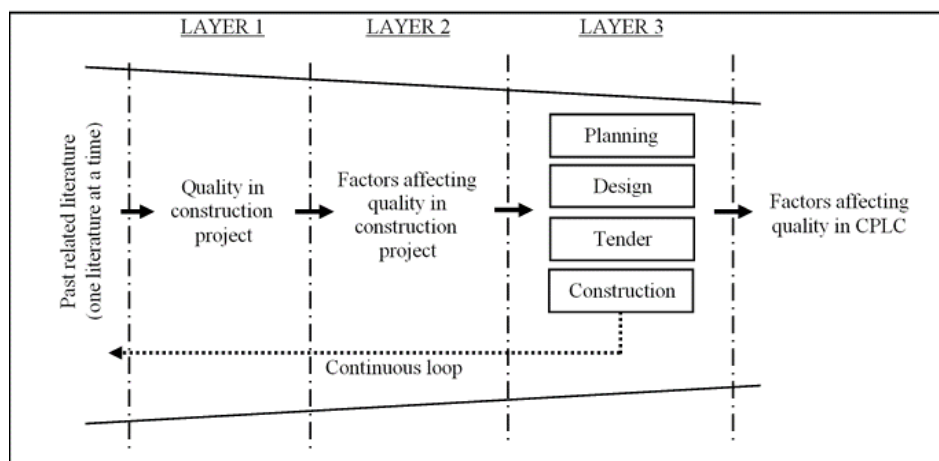 LAYER 1
LAYER 2
LAYER 3
Past related literature
(one literature at a time)
Quality in
construction
project
Factors affecting
quality in
construction
project
Planning
Design
Tender
Construction
Factors affecting
quality in CPLC
Continuous loop